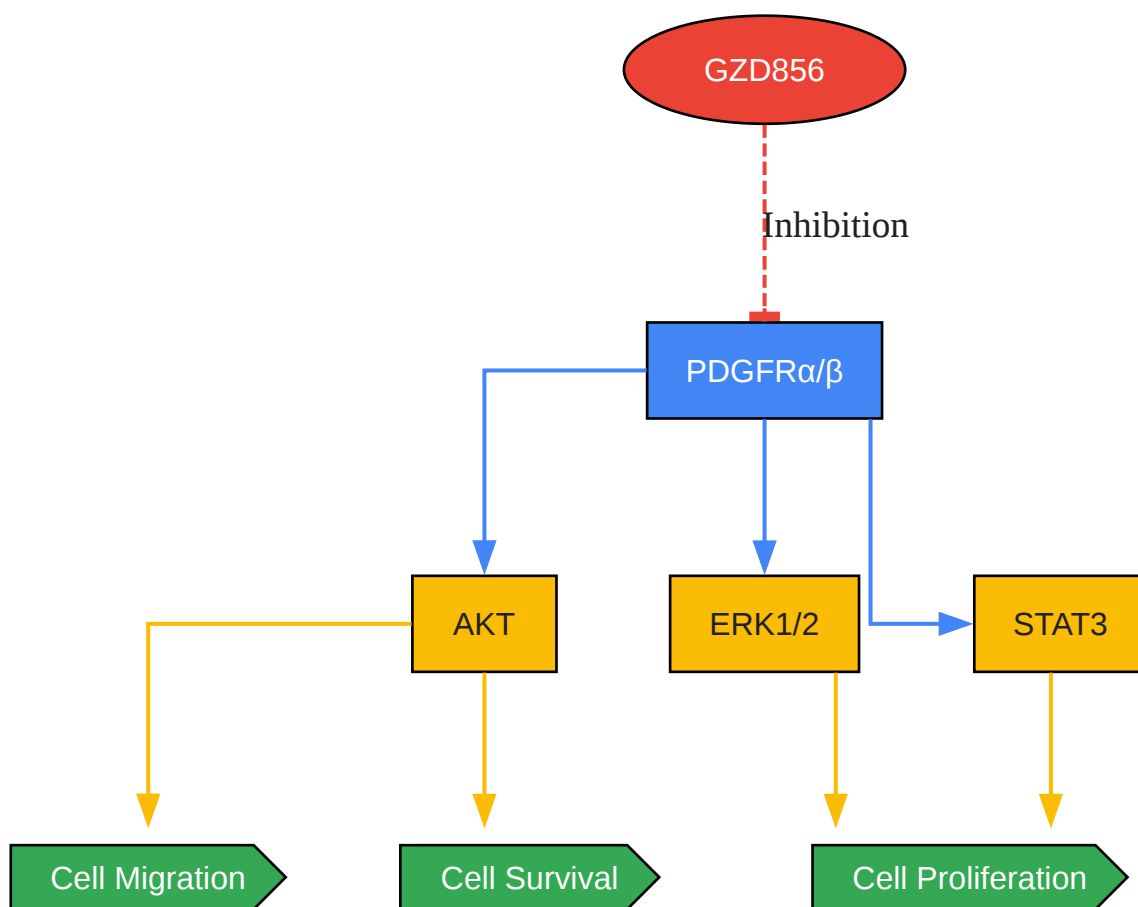 GZD856
Inhibition
PDGFRα/β
AKT
ERK1/2
STAT3
Cell Migration
Cell Survival
Cell Proliferation